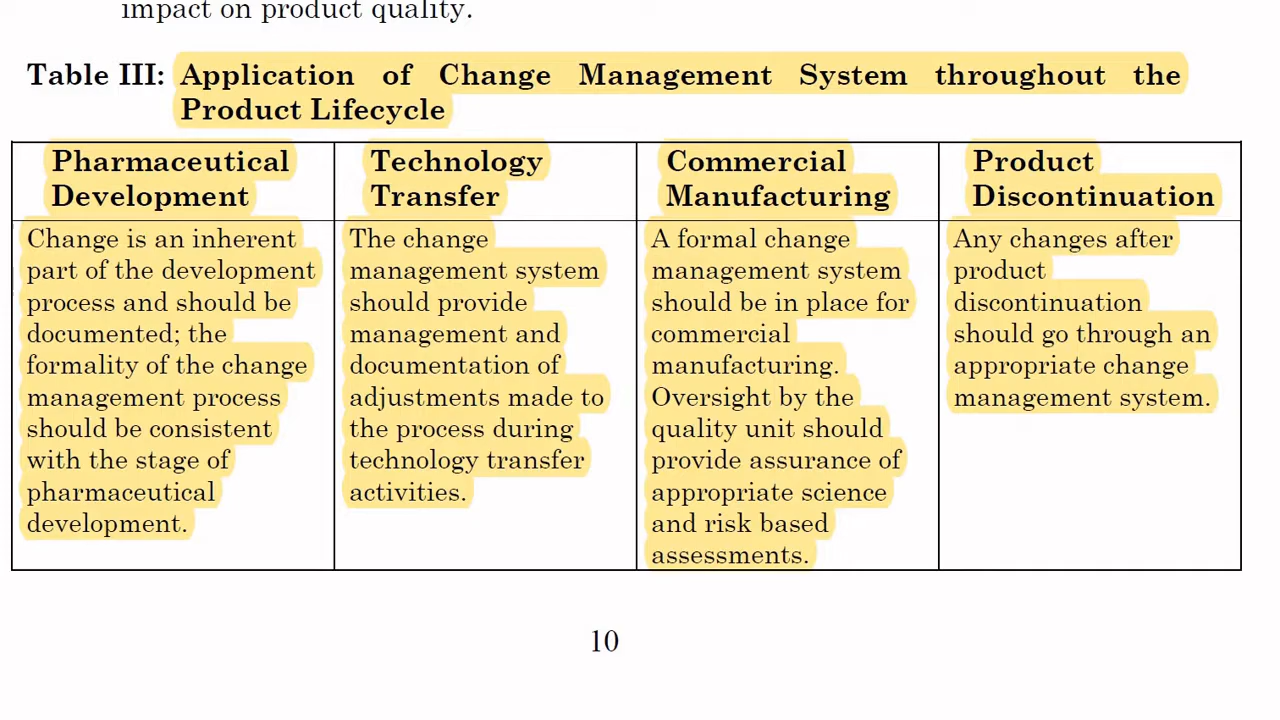 impact on product quality.
Table III: Application of Change Management System throughout the
Product Lifecycle
Pharmaceutical
Development
Technology
Transfer
Commercial
Manufacturing
Product
Discontinuation
Change is an inherent
part of the development
process and should be
documented; the
formality of the change
management process
should be consistent
with the stage of
pharmaceutical
development.
The change
management system
should provide
management and
documentation of
adjustments made to
the process during
technology transfer
activities.
A formal change
management system
should be in place for
commercial
manufacturing.
Oversight by the
quality unit should
provide assurance of
appropriate science
and risk based
assessments.
Any changes after
product
discontinuation
should go through an
appropriate change
management system.
10